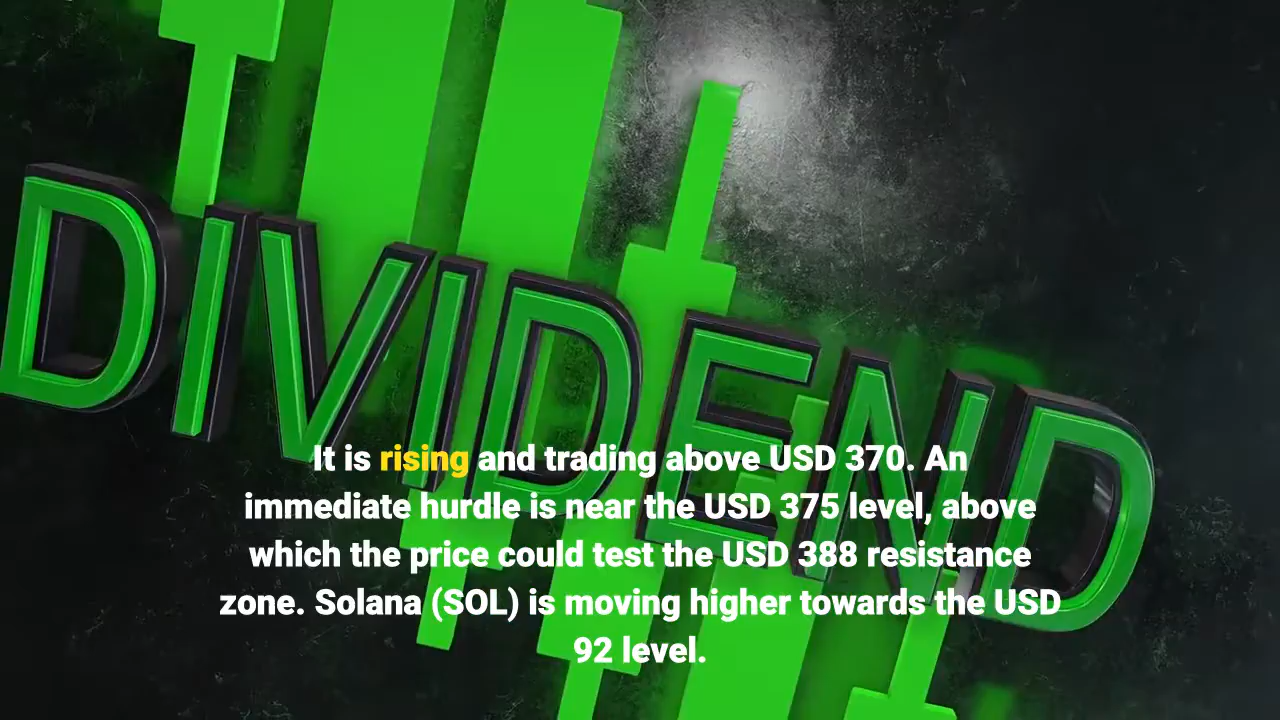 DIVIDEND
It is rising and trading above USD 370. An
immediate hurdle is near the USD 375 level, above
which the price could test the USD 388 resistance
zone. Solana (SOL) is moving higher towards the USD
92 level.